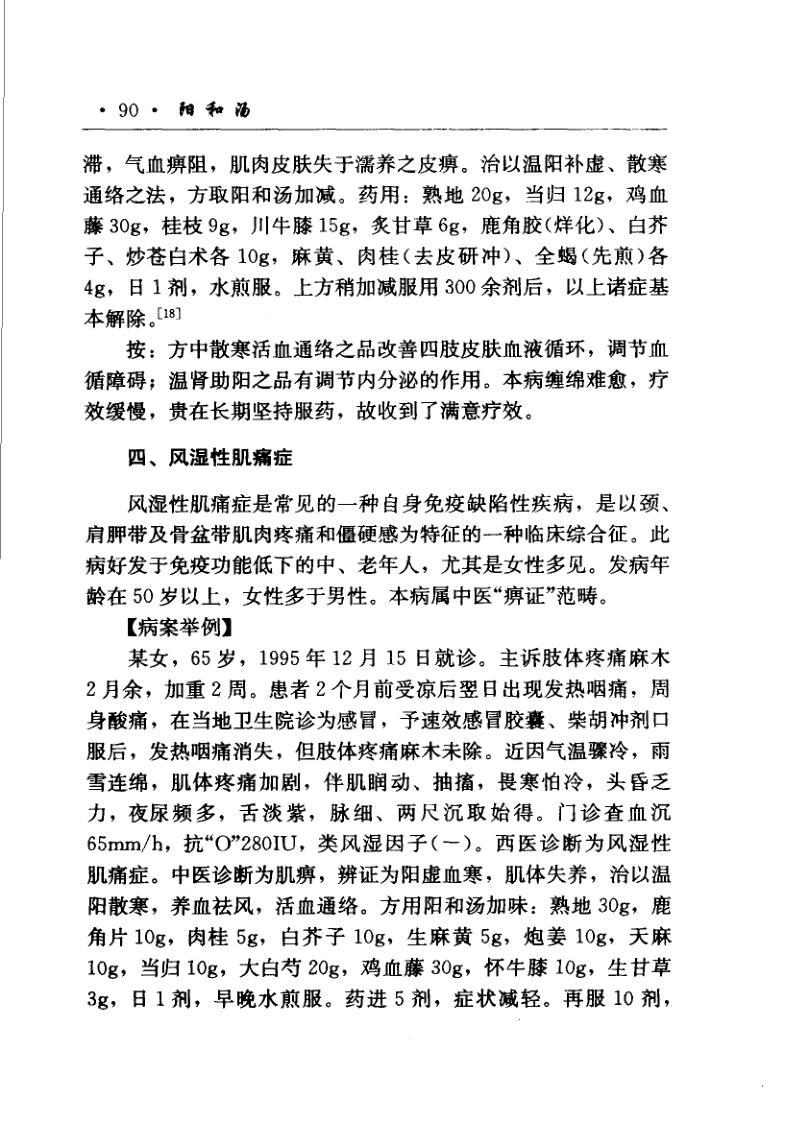 · 90 · 阳和汤
滞，气血痹阻，肌肉皮肤失于濡养之皮痹。治以温阳补虚、散寒
通络之法，方取阳和汤加减。药用：熟地 20g，当归 12g，鸡血
藤 30g，桂枝 9g，川牛膝 15g，炙甘草 6g，鹿角胶(烊化)、白芥
子、炒苍白术各 10g，麻黄、肉桂(去皮研冲)、全蝎(先煎)各
4g，日 1 剂，水煎服。上方稍加减服用 300 余剂后，以上诸症基
本解除。[18]
按：方中散寒活血通络之品改善四肢皮肤血液循环，调节血
循障碍；温肾助阳之品有调节内分泌的作用。本病缠绵难愈，疗
效缓慢，贵在长期坚持服药，故收到了满意疗效。
四、风湿性肌痛症
风湿性肌痛症是常见的一种自身免疫缺陷性疾病，是以颈、
肩胛带及骨盆带肌肉疼痛和僵硬感为特征的一种临床综合征。此
病好发于免疫功能低下的中、老年人，尤其是女性多见。发病年
龄在 50 岁以上，女性多于男性。本病属中医“痹证”范畴。
【病案举例】
某女，65 岁，1995 年 12 月 15 日就诊。主诉肢体疼痛麻木
2 月余，加重 2 周。患者 2 个月前受凉后翌日出现发热咽痛，周
身酸痛，在当地卫生院诊为感冒，予速效感冒胶囊、柴胡冲剂口
服后，发热咽痛消失，但肢体疼痛麻木未除。近因气温骤冷，雨
雪连绵，肌体疼痛加剧，伴肌肉瞤动、抽搐，畏寒怕冷，头昏乏
力，夜尿频多，舌淡紫，脉细、两尺沉取始得。门诊查血沉
65mm/h，抗“O”280IU，类风湿因子(－)。西医诊断为风湿性
肌痛症。中医诊断为肌痹，辨证为阳虚血寒，肌体失养，治以温
阳散寒，养血祛风，活血通络。方用阳和汤加味：熟地 30g，鹿
角片 10g，肉桂 5g，白芥子 10g，生麻黄 5g，炮姜 10g，天麻
10g，当归 10g，大白芍 20g，鸡血藤 30g，怀牛膝 10g，生甘草
3g，日 1 剂，早晚水煎服。药进 5 剂，症状减轻。再服 10 剂，